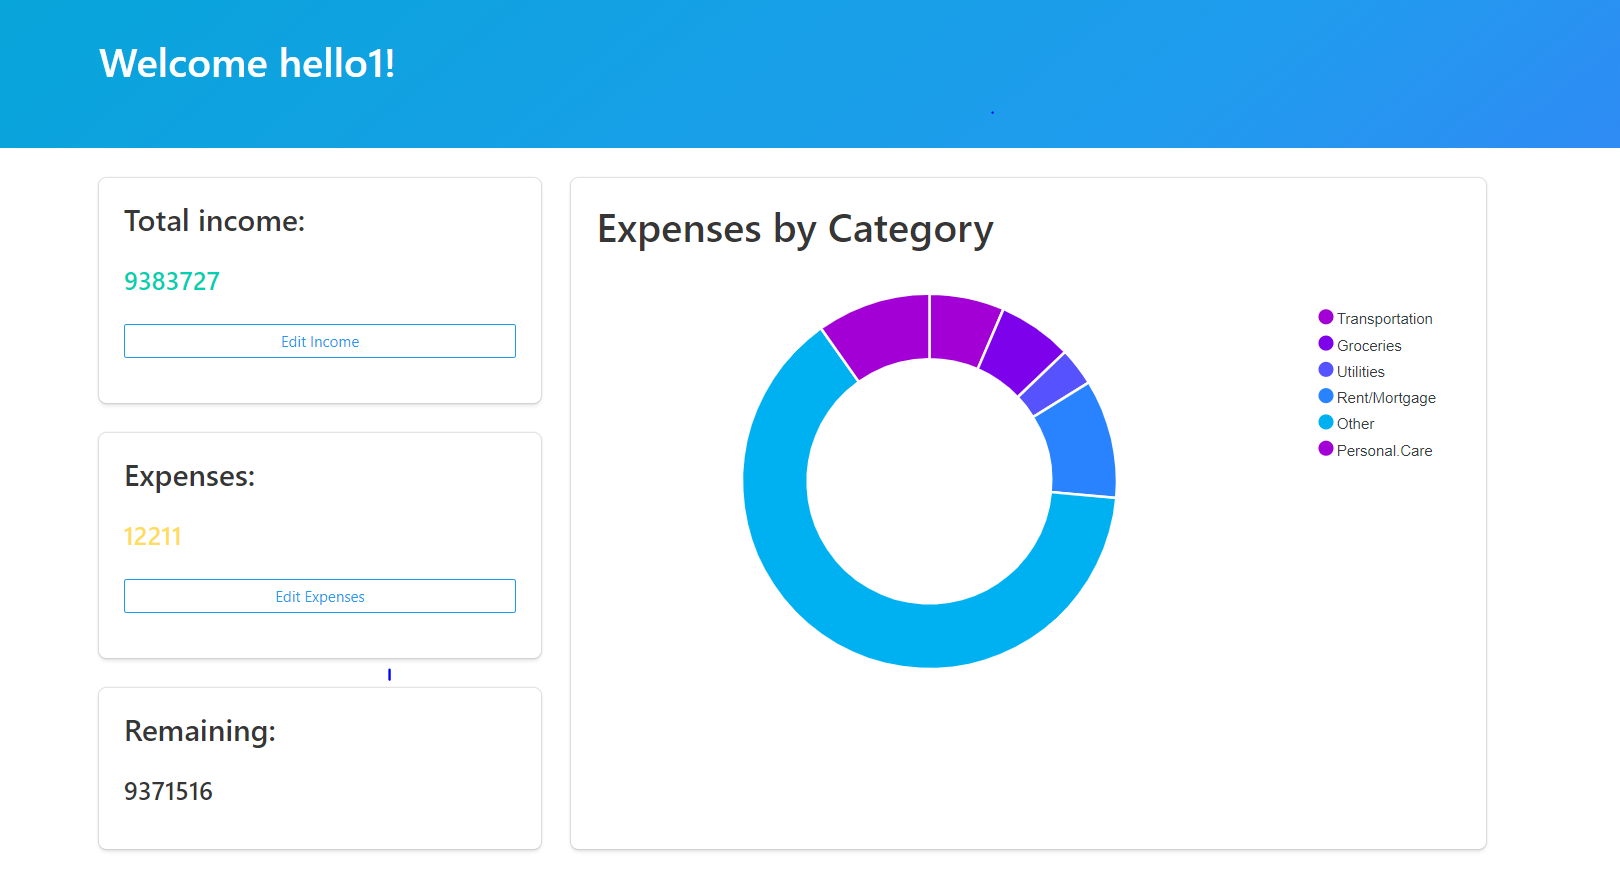 Welcome hello1!
Total income:
9383727
Edit Income
Expenses:
12211
Edit Expenses
Remaining:
9371516
Expenses by Category
Transportation
Groceries
Utilities
Rent/Mortgage
Other
Personal.Care